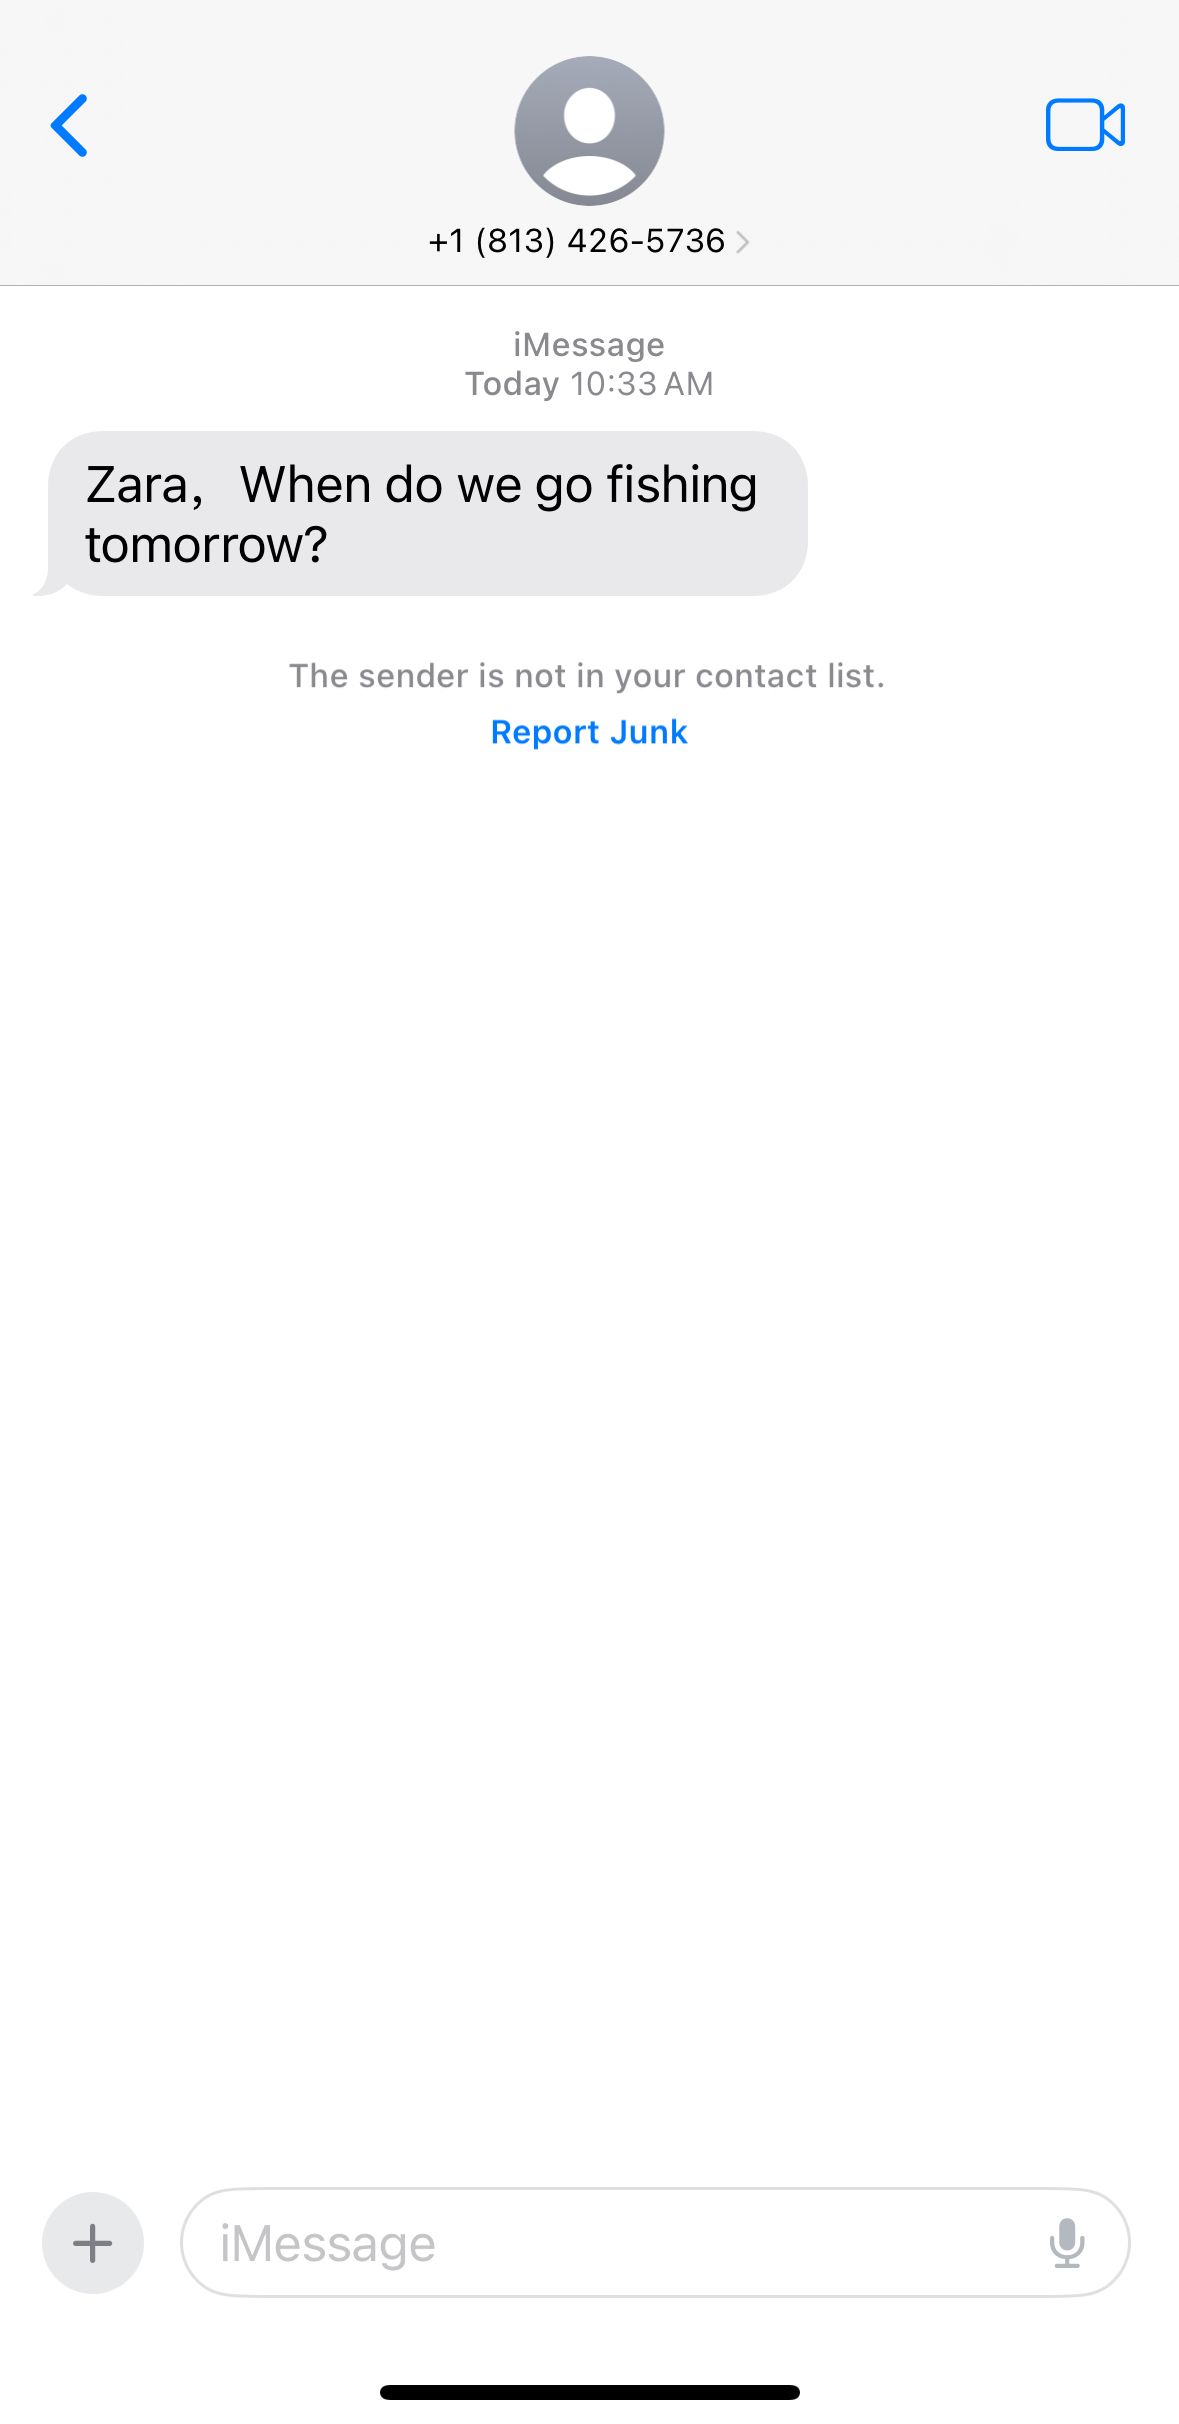 +1 (813) 426-5736
iMessage
Today 10:33 AM
Zara，When do we go fishing
tomorrow?
The sender is not in your contact list.
Report Junk
iMessage